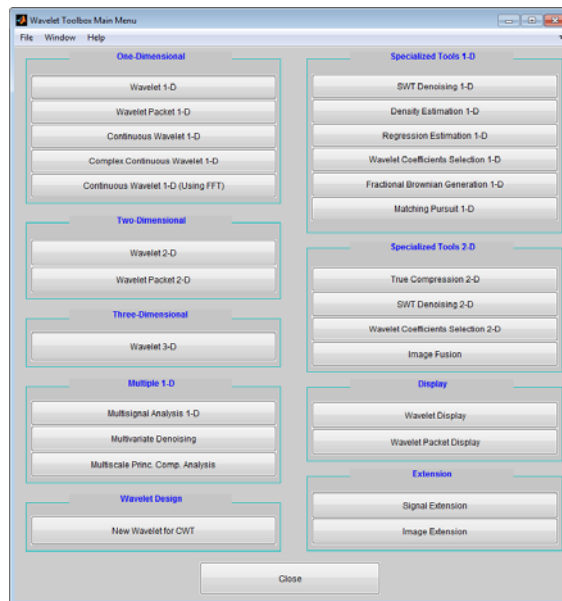 Wavelet Toolbox Main Menu
File Window Help
One-Dimensional
Wavelet 1-D
Wavelet Packet 1-D
Continuous Wavelet 1-D
Complex Continuous Wavelet 1-D
Continuous Wavelet 1-D (Using FFT)
Two-Dimensional
Wavelet 2-D
Wavelet Packet 2-D
Three-Dimensional
Wavelet 3-D
Multiple 1-D
Multisignal Analysis 1-D
Multivariate Denoising
Multiscale Princ. Comp. Analysis
Wavelet Design
New Wavelet for CWT
Specialized Tools 1-D
SWT Denoising 1-D
Density Estimation 1-D
Regression Estimation 1-D
Wavelet Coefficients Selection 1-D
Fractional Brownian Generation 1-D
Matching Pursuit 1-D
Specialized Tools 2-D
True Compression 2-D
SWT Denoising 2-D
Wavelet Coefficients Selection 2-D
Image Fusion
Display
Wavelet Display
Wavelet Packet Display
Extension
Signal Extension
Image Extension
Close